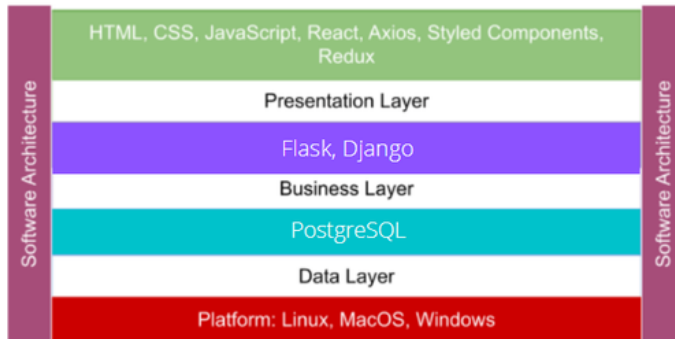 Software Architecture
HTML, CSS, JavaScript, React, Axios, Styled Components,
Redux
Presentation Layer
Flask, Django
Business Layer
PostgreSQL
Data Layer
Platform: Linux, MacOS, Windows
Software Architecture